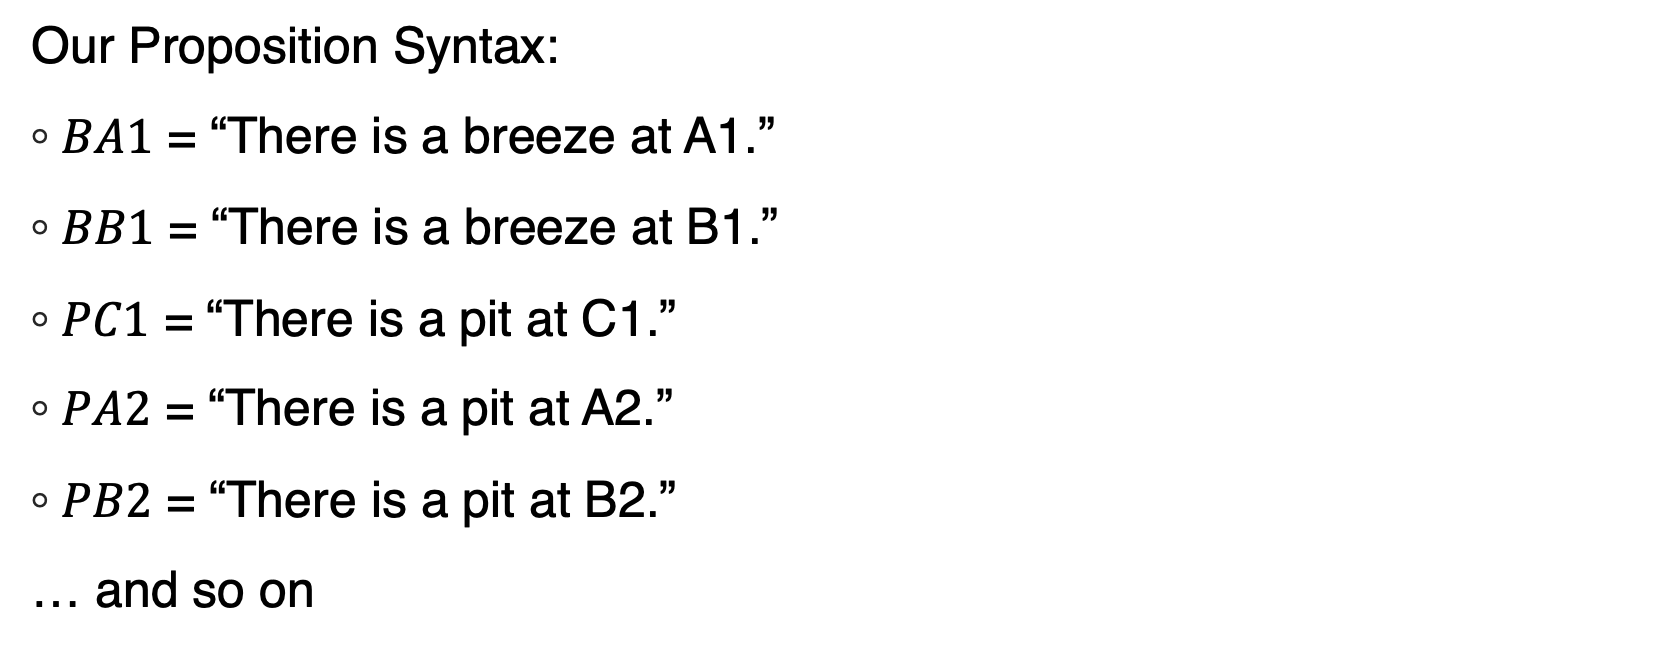 Our Proposition Syntax:
◦ BA1 = “There is a breeze at A1.”
◦ BB1 = “There is a breeze at B1.”
◦ PC1 = “There is a pit at C1.”
◦ PA2 = “There is a pit at A2.”
◦ PB2 = “There is a pit at B2.”
… and so on